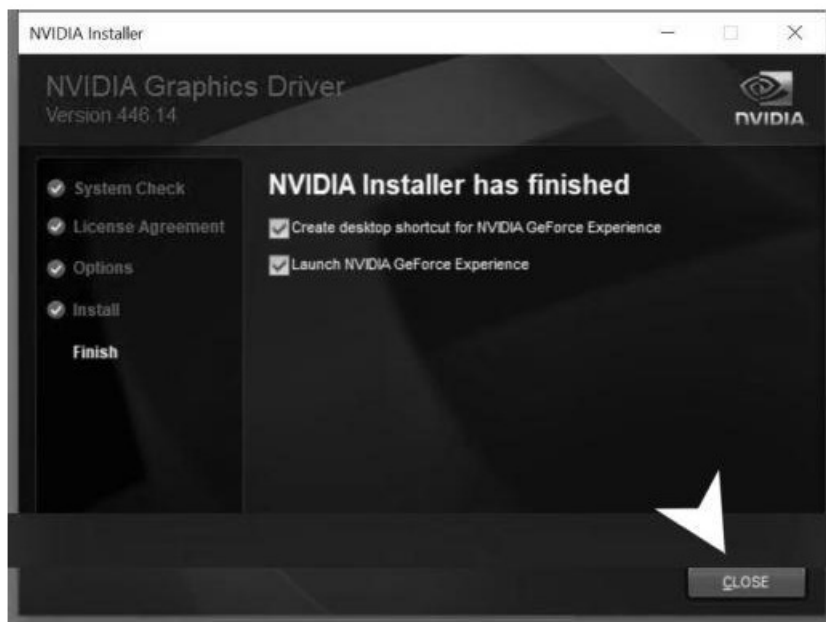 NVIDIA Installer
NVIDIA Graphics Driver
Version 446.14
NVIDIA
System Check
License Agreement
Options
Install
Finish
NVIDIA Installer has finished
Create desktop shortcut for NVIDIA GeForce Experience
Launch NVIDIA GeForce Experience
CLOSE